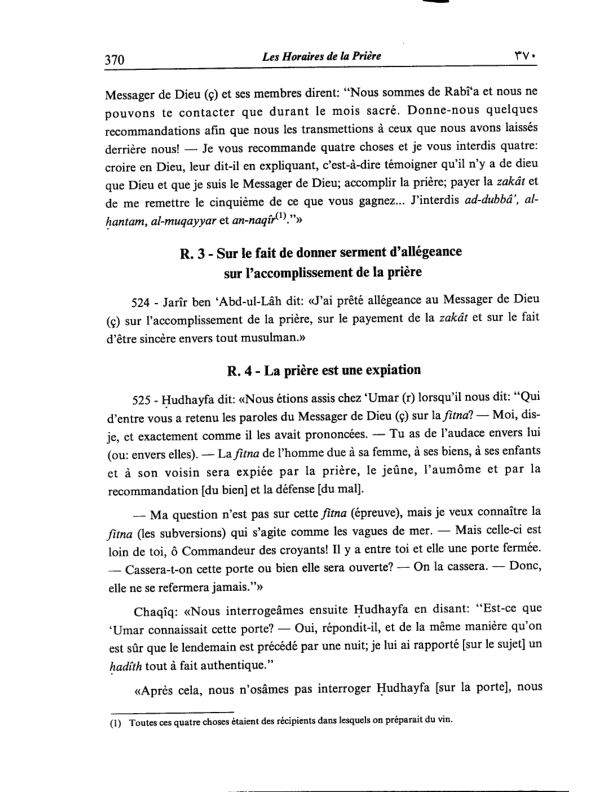 370 Les Horaires de la Prière ٣٧٠
Messager de Dieu (ç) et ses membres dirent: “Nous sommes de Rabî‘a et nous ne
pouvons te contacter que durant le mois sacré. Donne-nous quelques
recommandations afin que nous les transmettions à ceux que nous avons laissés
derrière nous! — Je vous recommande quatre choses et je vous interdis quatre:
croire en Dieu, leur dit-il en expliquant, c’est-à-dire témoigner qu’il n’y a de dieu
que Dieu et que je suis le Messager de Dieu; accomplir la prière; payer la zakât et
de me remettre le cinquième de ce que vous gagnez... J’interdis ad-dubbâ’, al-
ḥantam, al-muqayyar et an-naqîr(1).”»
R. 3 - Sur le fait de donner serment d’allégeance
sur l’accomplissement de la prière
524 - Jarîr ben ‘Abd-ul-Lâh dit: «J’ai prêté allégeance au Messager de Dieu
(ç) sur l’accomplissement de la prière, sur le payement de la zakât et sur le fait
d’être sincère envers tout musulman.»
R. 4 - La prière est une expiation
525 - Ḥudhayfa dit: «Nous étions assis chez ‘Umar (r) lorsqu’il nous dit: “Qui
d’entre vous a retenu les paroles du Messager de Dieu (ç) sur la fitna? — Moi, dis-
je, et exactement comme il les avait prononcées. — Tu as de l’audace envers lui
(ou: envers elles). — La fitna de l’homme due à sa femme, à ses biens, à ses enfants
et à son voisin sera expiée par la prière, le jeûne, l’aumôme et par la
recommandation [du bien] et la défense [du mal].
— Ma question n’est pas sur cette fitna (épreuve), mais je veux connaître la
fitna (les subversions) qui s’agite comme les vagues de mer. — Mais celle-ci est
loin de toi, ô Commandeur des croyants! Il y a entre toi et elle une porte fermée.
— Cassera-t-on cette porte ou bien elle sera ouverte? — On la cassera. — Donc,
elle ne se refermera jamais.”»
Chaqîq: «Nous interrogeâmes ensuite Ḥudhayfa en disant: “Est-ce que
‘Umar connaissait cette porte? — Oui, répondit-il, et de la même manière qu’on
est sûr que le lendemain est précédé par une nuit; je lui ai rapporté [sur le sujet] un
ḥadîth tout à fait authentique.”
«Après cela, nous n’osâmes pas interroger Ḥudhayfa [sur la porte], nous
(1) Toutes ces quatre choses étaient des récipients dans lesquels on préparait du vin.